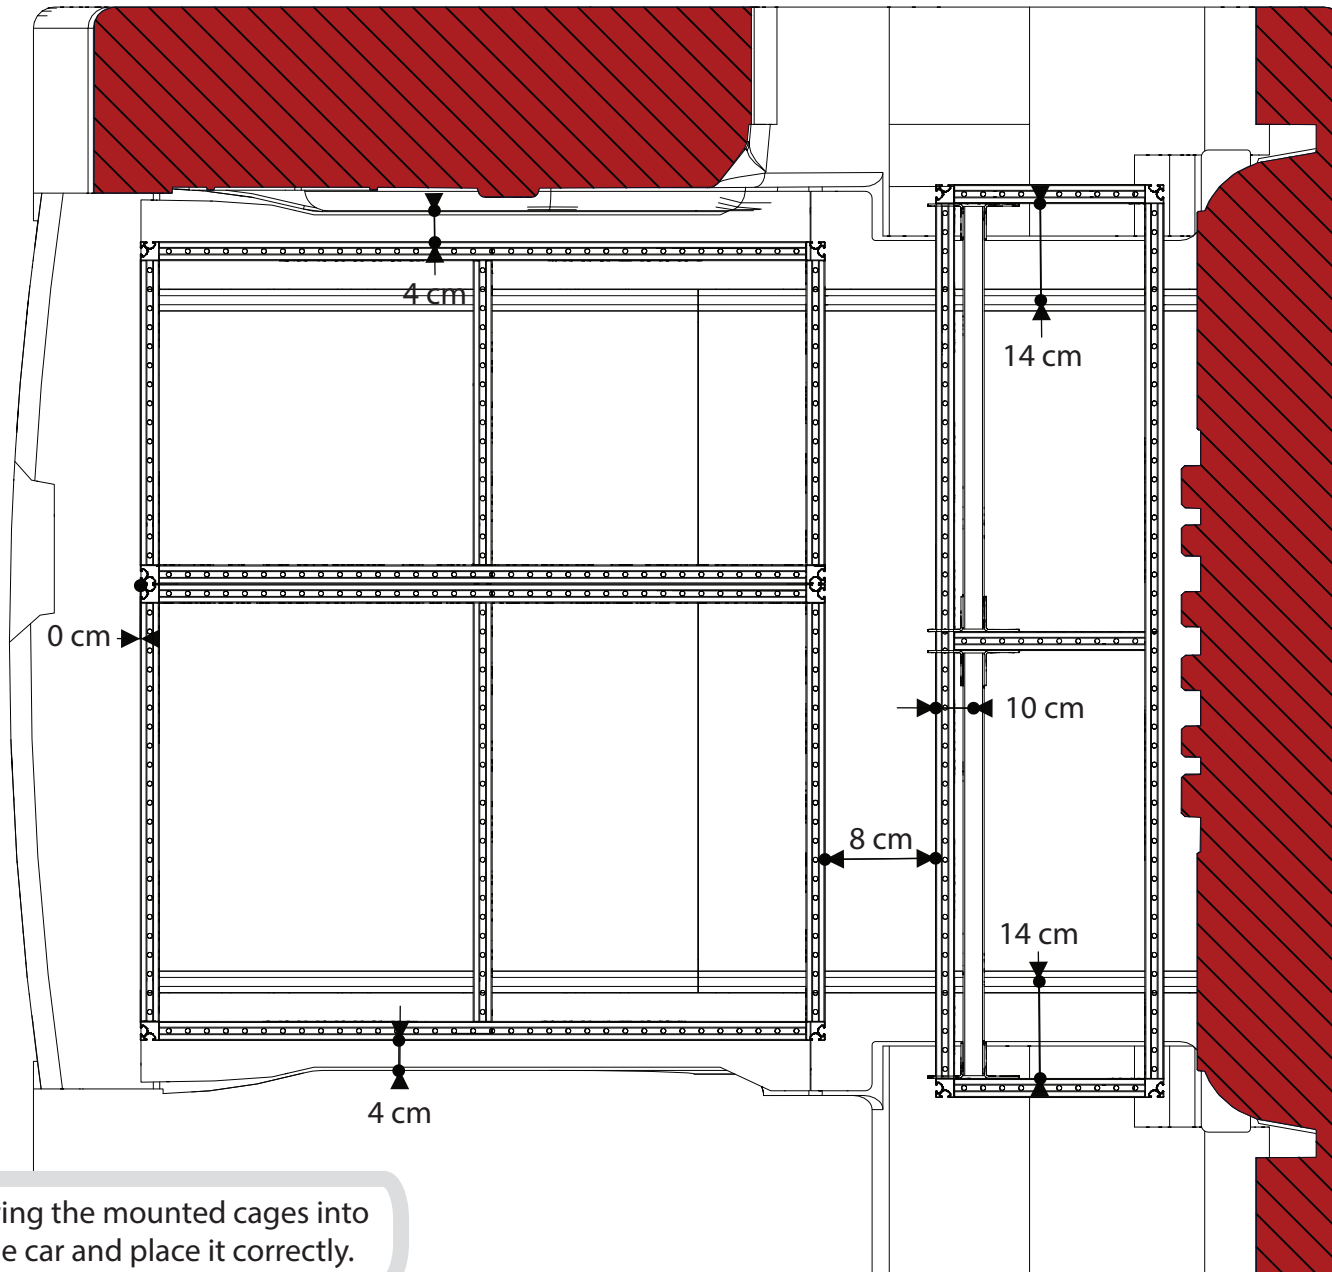 4 cm
14 cm
0 cm
10 cm
8 cm
14 cm
4 cm
ing the mounted cages into
e car and place it correctly.